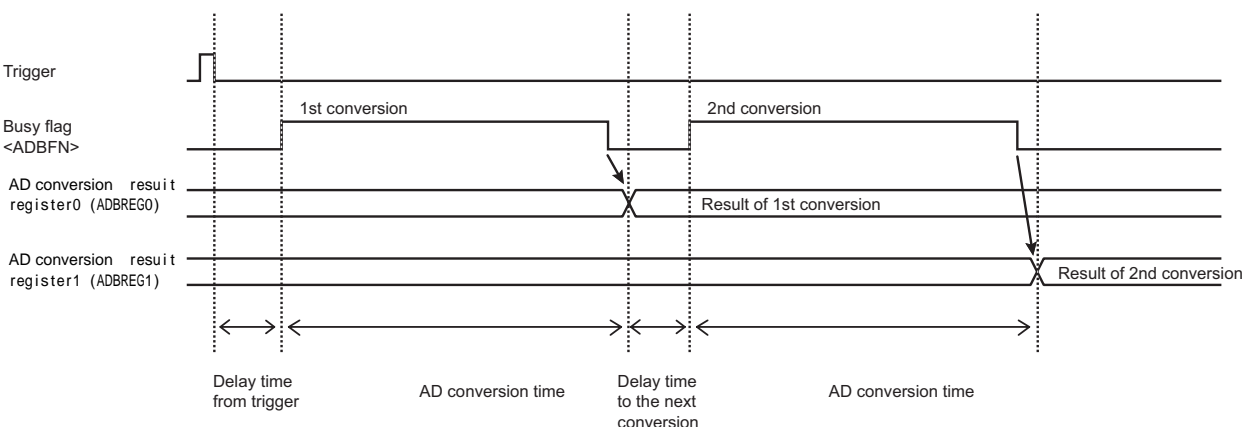 Trigger
1st conversion
2nd conversion
Busy flag
<ADBFN>
AD conversion resuit
register0 (ADBREG0)
Result of 1st conversion
AD conversion resuit
register1 (ADBREG1)
Result of 2nd conversion
Delay time
from trigger
AD conversion time
Delay time
to the next
conversion
AD conversion time